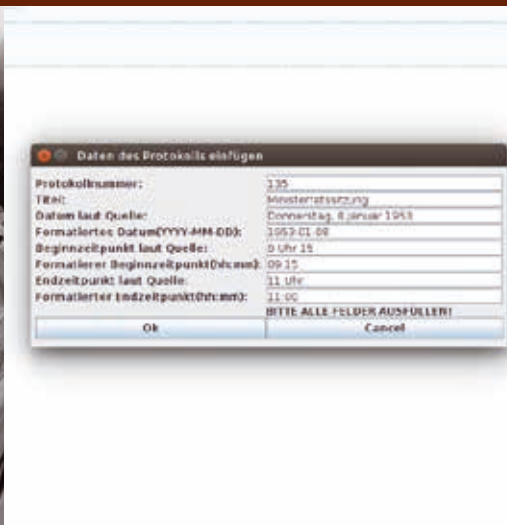 Daten des Protokolls einfügen
Protokollnummer: 135
Titel: Ministerratssitzung
Datum laut Quelle: Donnerstag, 8 Januar 1953
Formatiertes Datum(YYYY-MM-DD): 1953-01-08
Beginnzeitpunkt laut Quelle: 9 Uhr 15
Formatierer Beginnzeitpunkt(hh:mm): 09:15
Endzeitpunkt laut Quelle: 11 Uhr
Formatierter Endzeitpunkt(hh:mm): 11:00
BITTE ALLE FELDER AUSFÜLLEN!
Ok Cancel